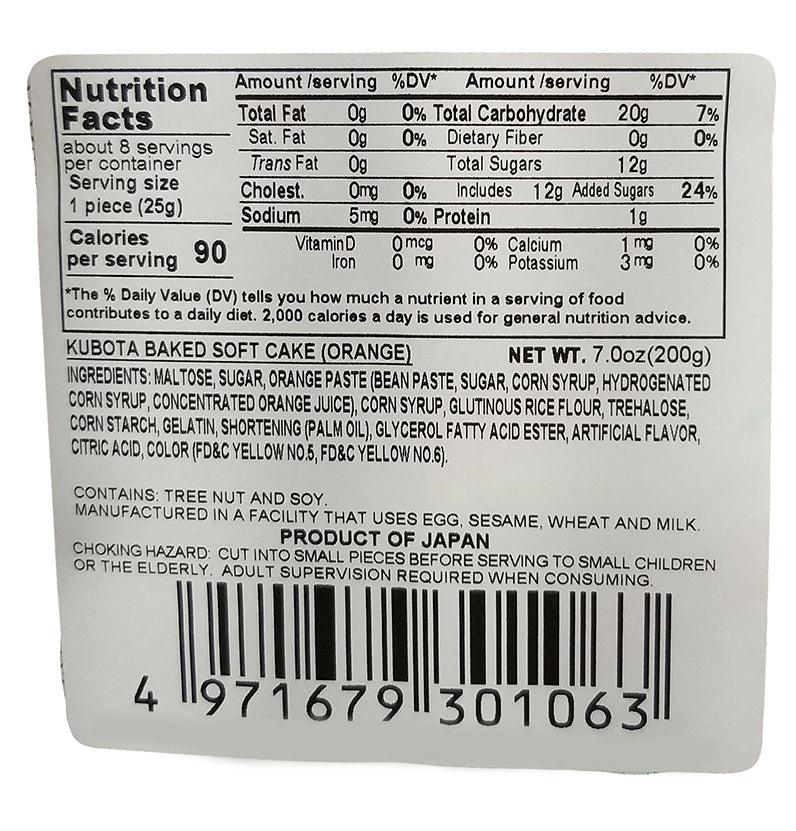 Nutrition Facts
about 8 servings per container
Serving size
1 piece (25g)
Calories per serving 90
Amount /serving %DV* Amount /serving %DV*
Total Fat 0g 0% Total Carbohydrate 20g 7%
Sat. Fat 0g 0% Dietary Fiber 0g 0%
Trans Fat 0g Total Sugars 12g
Cholest. 0mg 0% Includes 12g Added Sugars 24%
Sodium 5mg 0% Protein 1g
Vitamin D 0 mcg 0% Calcium 1 mg 0%
Iron 0 mg 0% Potassium 3 mg 0%
*The % Daily Value (DV) tells you how much a nutrient in a serving of food
contributes to a daily diet. 2,000 calories a day is used for general nutrition advice.
KUBOTA BAKED SOFT CAKE (ORANGE) NET WT. 7.0oz(200g)
INGREDIENTS: MALTOSE, SUGAR, ORANGE PASTE (BEAN PASTE, SUGAR, CORN SYRUP, HYDROGENATED
CORN SYRUP, CONCENTRATED ORANGE JUICE), CORN SYRUP, GLUTINOUS RICE FLOUR, TREHALOSE,
CORN STARCH, GELATIN, SHORTENING (PALM OIL), GLYCEROL FATTY ACID ESTER, ARTIFICIAL FLAVOR,
CITRIC ACID, COLOR (FD&C YELLOW NO.5, FD&C YELLOW NO.6).
CONTAINS: TREE NUT AND SOY.
MANUFACTURED IN A FACILITY THAT USES EGG, SESAME, WHEAT AND MILK.
PRODUCT OF JAPAN
CHOKING HAZARD: CUT INTO SMALL PIECES BEFORE SERVING TO SMALL CHILDREN
OR THE ELDERLY. ADULT SUPERVISION REQUIRED WHEN CONSUMING.
4 971679 301063